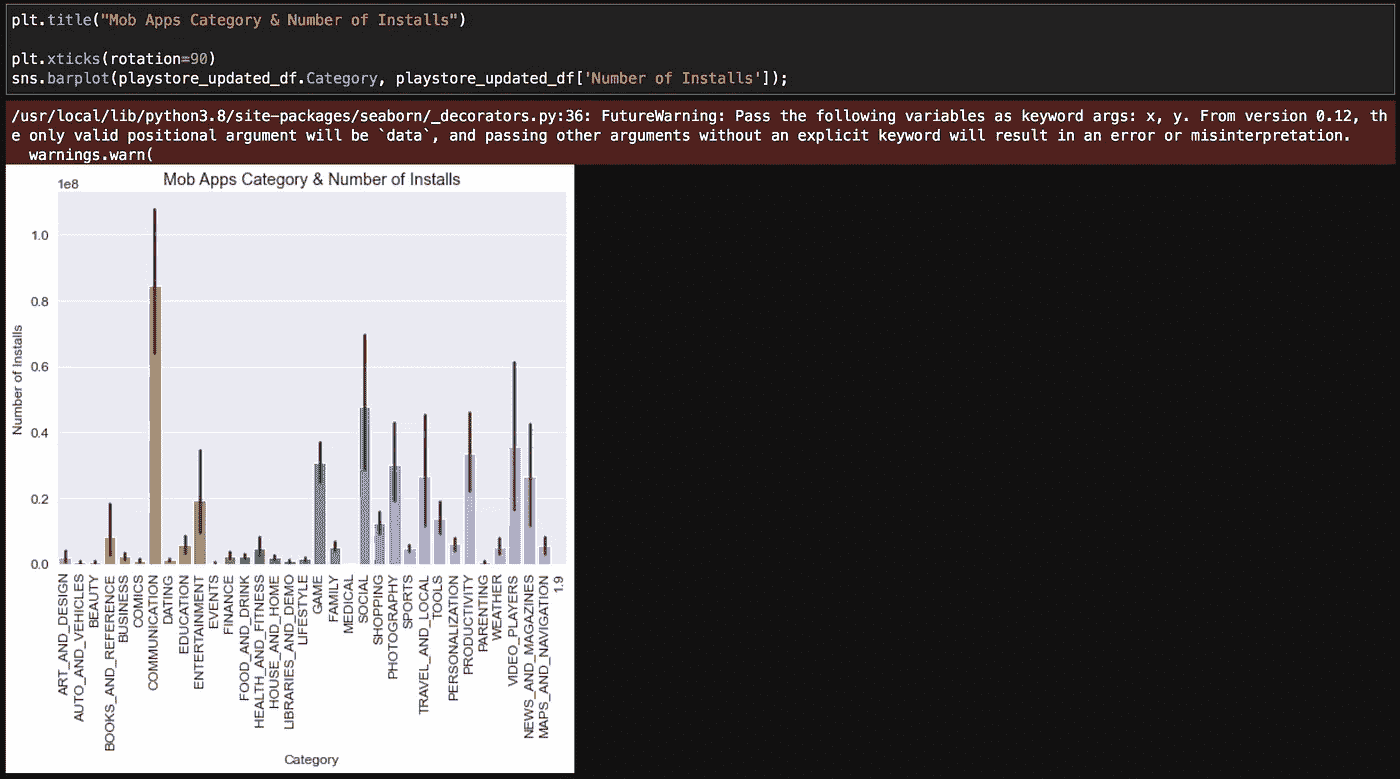 plt.title("Mob Apps Category & Number of Installs")
plt.xticks(rotation=90)
sns.barplot(playstore_updated_df.Category, playstore_updated_df['Number of Installs']);
/usr/local/lib/python3.8/site-packages/seaborn/_decorators.py:36: FutureWarning: Pass the following variables as keyword args: x, y. From version 0.12, th
e only valid positional argument will be `data`, and passing other arguments without an explicit keyword will result in an error or misinterpretation.
warnings.warn(
Mob Apps Category & Number of Installs
1e8
1.0
0.8
0.6
0.4
0.2
0.0
Number of Installs
ART_AND_DESIGN
AUTO_AND_VEHICLES
BEAUTY
BOOKS_AND_REFERENCE
BUSINESS
COMICS
COMMUNICATION
DATING
EDUCATION
ENTERTAINMENT
EVENTS
FINANCE
FOOD_AND_DRINK
HEALTH_AND_FITNESS
HOUSE_AND_HOME
LIBRARIES_AND_DEMO
LIFESTYLE
GAME
FAMILY
MEDICAL
SOCIAL
SHOPPING
PHOTOGRAPHY
SPORTS
TRAVEL_AND_LOCAL
TOOLS
PERSONALIZATION
PRODUCTIVITY
PARENTING
WEATHER
VIDEO_PLAYERS
NEWS_AND_MAGAZINES
MAPS_AND_NAVIGATION
1.9
Category